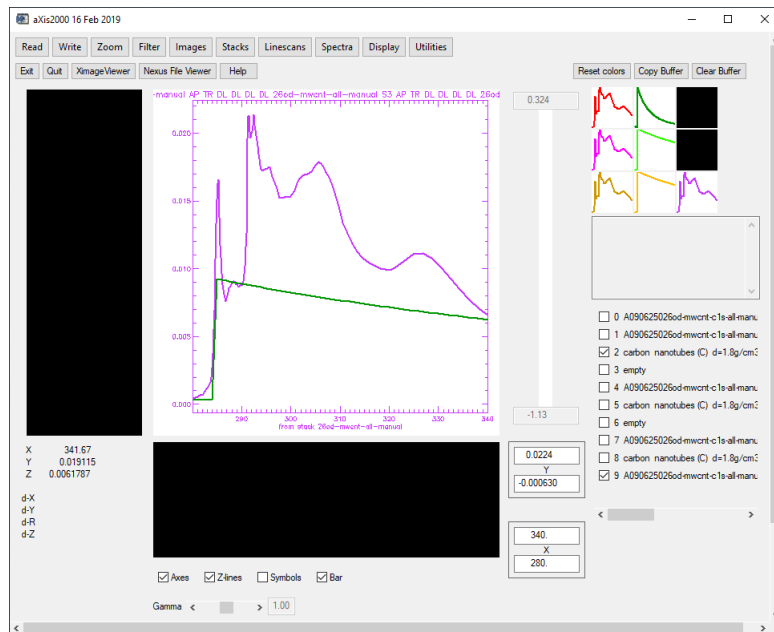 aXis2000 16 Feb 2019
Read Write Zoom Filter Images Stacks Linescans Spectra Display Utilities
Exit Quit XimageViewer Nexus File Viewer Help Reset colors Copy Buffer Clear Buffer
-manual AP TR DL DL DL DL 26od-mwcnt-all-manual S3 AP TR DL DL DL DL 26od
0.020
0.015
0.010
0.005
0.000
290 300 310 320 330 340
from stack 26od-mwcnt-all-manual
0.324
-1.13
0 A090625026od-mwcnt-c1s-all-manu
1 A090625026od-mwcnt-c1s-all-manu
2 carbon nanotubes (C) d=1.8g/cm3
3 empty
4 A090625026od-mwcnt-c1s-all-manu
5 carbon nanotubes (C) d=1.8g/cm3
6 empty
7 A090625026od-mwcnt-c1s-all-manu
8 carbon nanotubes (C) d=1.8g/cm3
9 A090625026od-mwcnt-c1s-all-manu
X 341.67
Y 0.019115
Z 0.0061787
d-X
d-Y
d-R
d-Z
0.0224
Y
-0.000630
340.
X
280.
Axes Z-lines Symbols Bar
Gamma 1.00